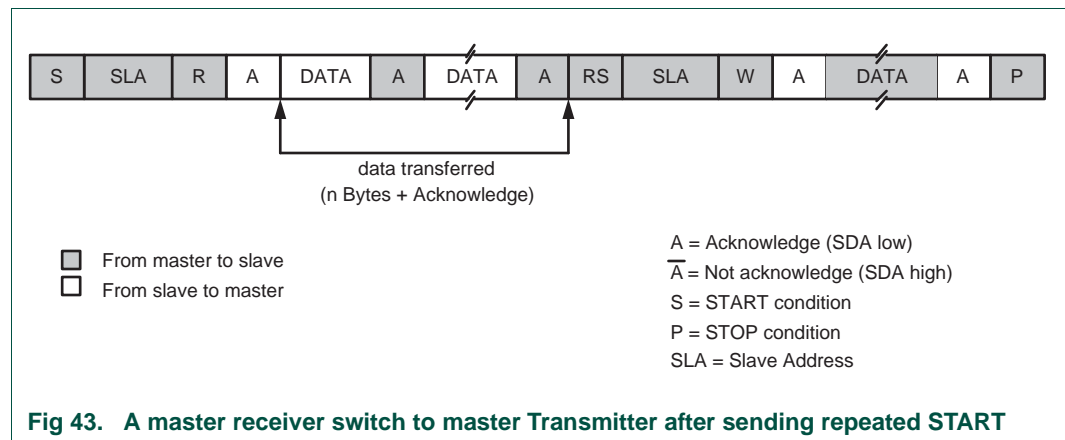 S SLA R A DATA A DATA A RS SLA W A DATA A P
data transferred
(n Bytes + Acknowledge)
From master to slave
From slave to master
A = Acknowledge (SDA low)
A̅ = Not acknowledge (SDA high)
S = START condition
P = STOP condition
SLA = Slave Address
Fig 43. A master receiver switch to master Transmitter after sending repeated START